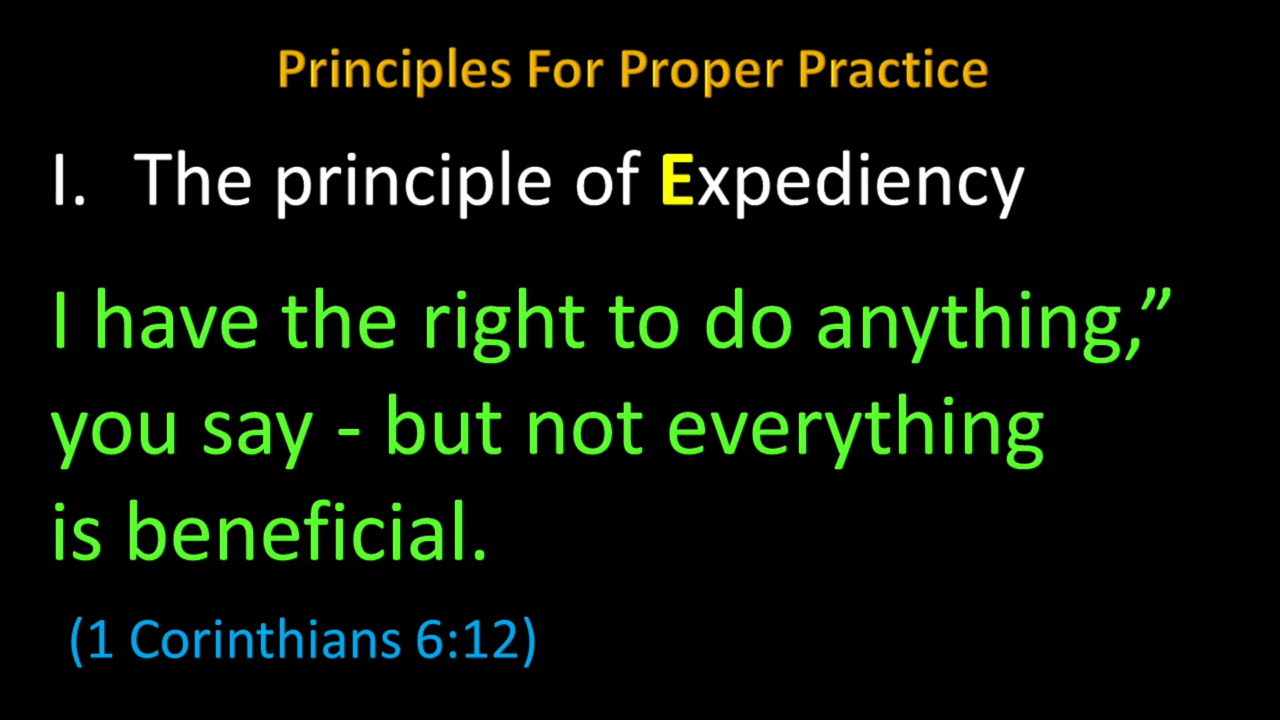 Principles For Proper Practice
I. The principle of Expediency
I have the right to do anything,”
you say - but not everything
is beneficial.
(1 Corinthians 6:12)